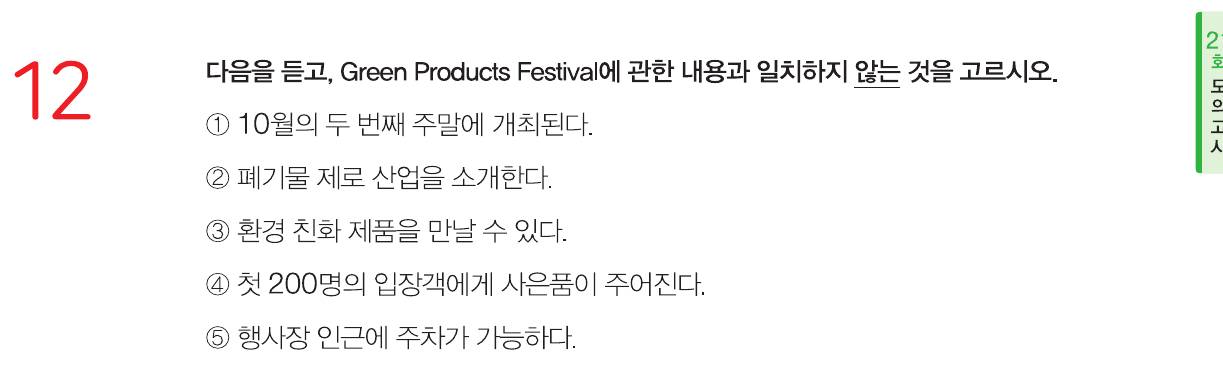 12
다음을 듣고, Green Products Festival에 관한 내용과 일치하지 않는 것을 고르시오.
① 10월의 두 번째 주말에 개최된다.
② 폐기물 제로 산업을 소개한다.
③ 환경 친화 제품을 만날 수 있다.
④ 첫 200명의 입장객에게 사은품이 주어진다.
⑤ 행사장 인근에 주차가 가능하다.